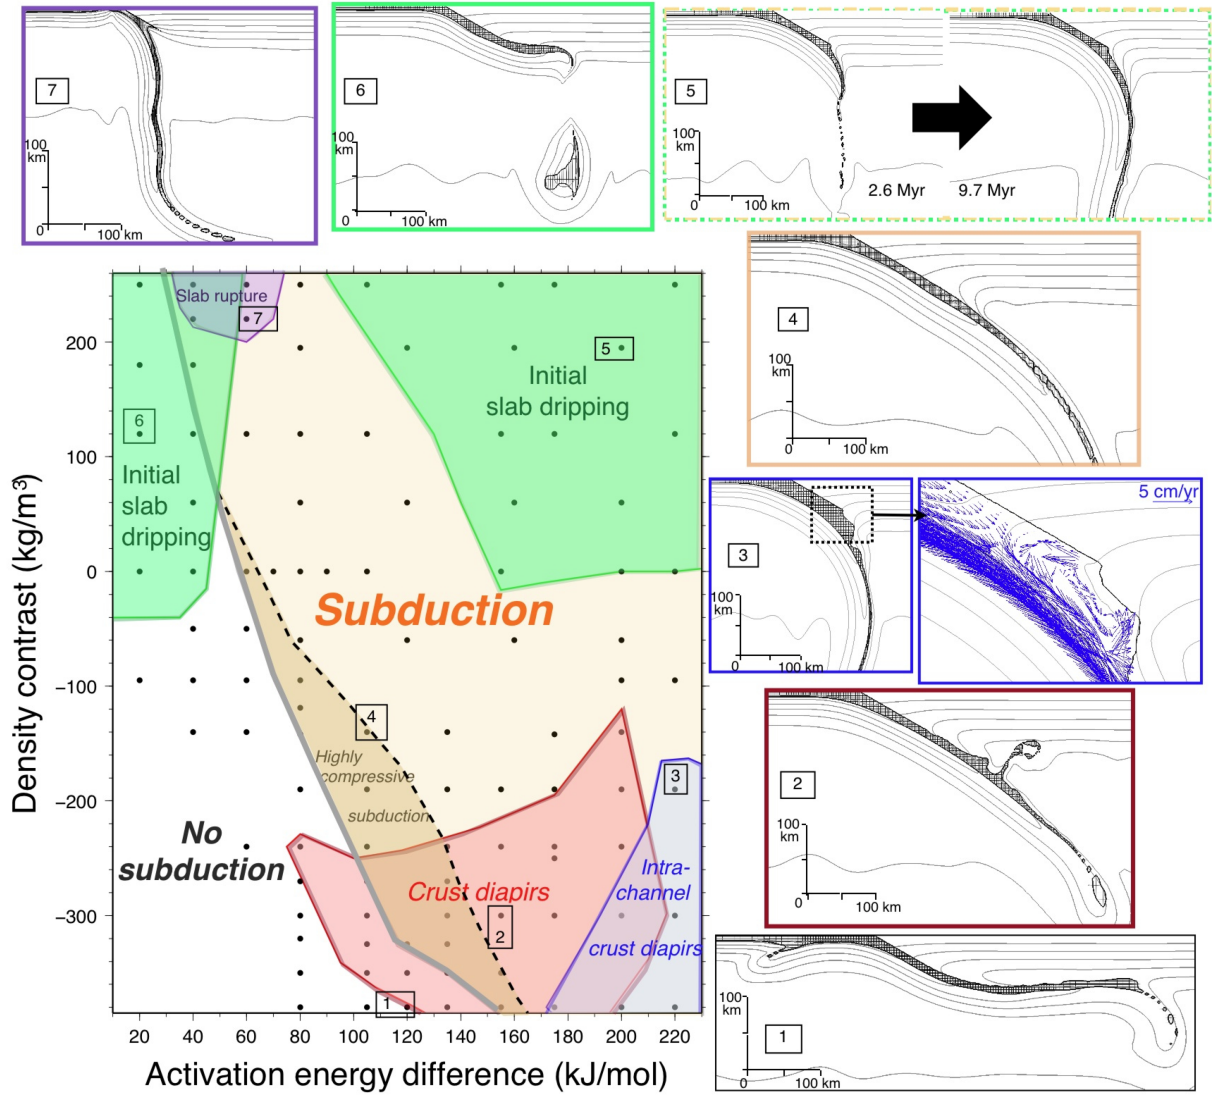 7
100
km
0
100 km
6
100
km
0
100 km
5
100
km
0
100 km
2.6 Myr
9.7 Myr
4
100
km
0
100 km
3
100
km
0
100 km
5 cm/yr
2
100
km
0
100 km
1
100
km
0
100 km
Density contrast (kg/m³)
200
100
0
−100
−200
−300
Slab rupture
7
5
Initial
slab dripping
6
Initial
slab
dripping
Subduction
4
Highly
compressive
subduction
3
No
subduction
Intra-
channel
crust diapirs
Crust diapirs
2
1
20 40 60 80 100 120 140 160 180 200 220
Activation energy difference (kJ/mol)